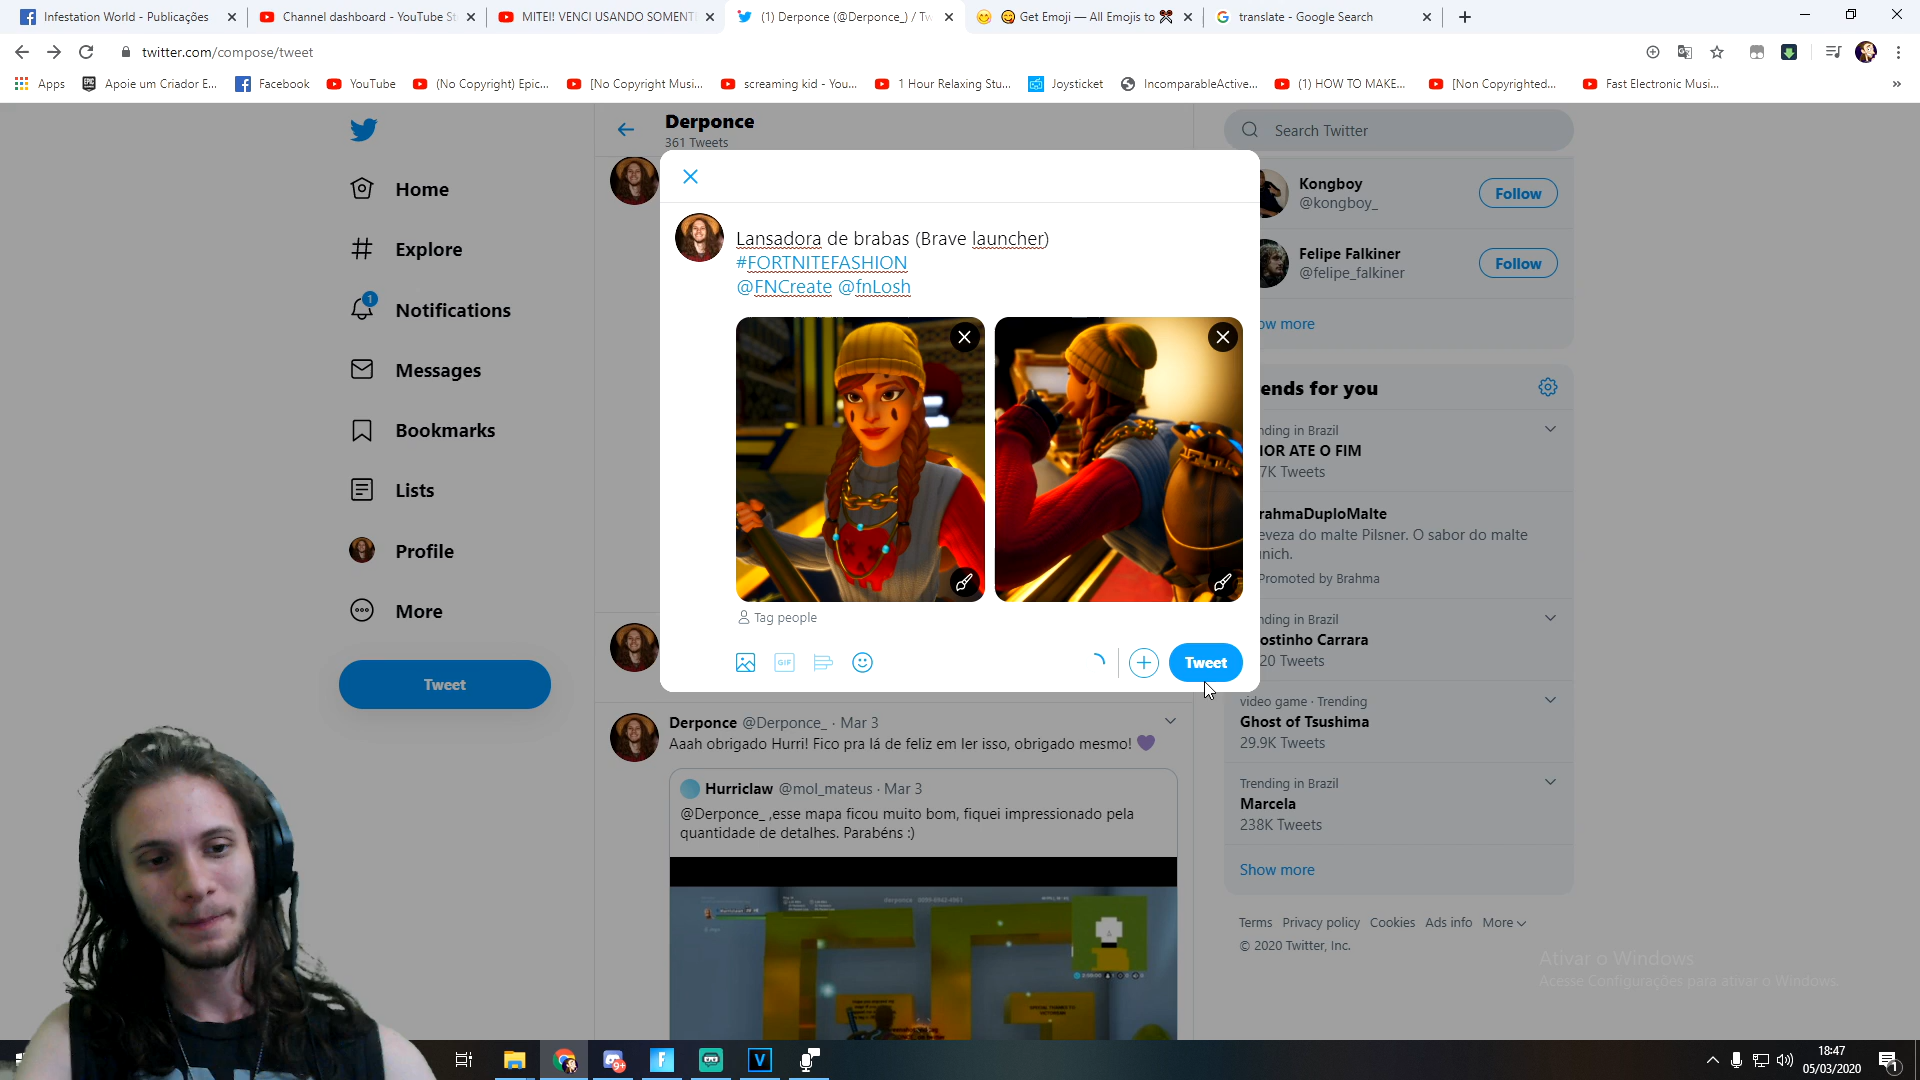 Infestation World - Publicações
Channel dashboard - YouTube St
MITEI! VENCI USANDO SOMENT
(1) Derponce (@Derponce_) / Tw
Get Emoji — All Emojis to
translate - Google Search
twitter.com/compose/tweet
Apps
Apoie um Criador E...
Facebook
YouTube
(No Copyright) Epic...
[No Copyright Musi...
screaming kid - You...
1 Hour Relaxing Stu...
Joysticket
IncomparableActive...
(1) HOW TO MAKE...
[Non Copyrighted...
Fast Electronic Musi...
»
Home
Explore
1
Notifications
Messages
Bookmarks
Lists
Profile
More
Tweet
Derponce
361 Tweets
Lansadora de brabas (Brave launcher)
#FORTNITEFASHION
@FNCreate @fnLosh
Tag people
GIF
Tweet
Derponce @Derponce_ · Mar 3
Aaah obrigado Hurri! Fico pra lá de feliz em ler isso, obrigado mesmo!
Hurriclaw @mol_mateus · Mar 3
@Derponce_ ,esse mapa ficou muito bom, fiquei impressionado pela
quantidade de detalhes. Parabéns :)
Search Twitter
Kongboy
@kongboy_
Follow
Felipe Falkiner
@felipe_falkiner
Follow
ow more
ends for you
nding in Brazil
IOR ATE O FIM
7K Tweets
rahmaDuploMalte
eveza do malte Pilsner. O sabor do malte
nich.
Promoted by Brahma
nding in Brazil
ostinho Carrara
20 Tweets
video game · Trending
Ghost of Tsushima
29.9K Tweets
Trending in Brazil
Marcela
238K Tweets
Show more
Terms Privacy policy Cookies Ads info More
© 2020 Twitter, Inc.
Ativar o Windows
Acesse Configurações para ativar o Windows.
18:47
05/03/2020
1